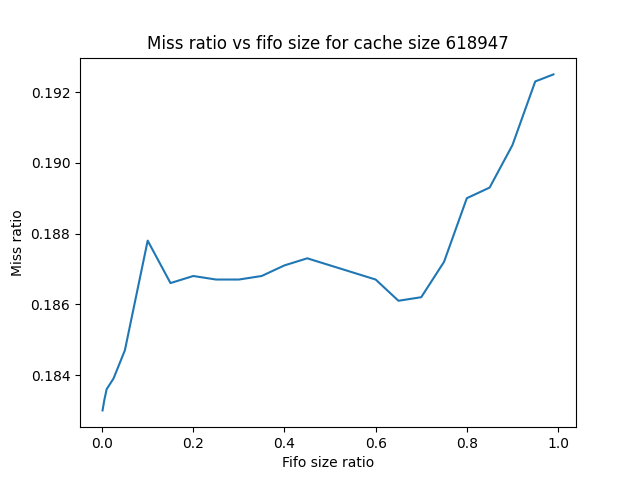 Miss ratio vs fifo size for cache size 618947
0.192
0.190
0.188
0.186
0.184
Miss ratio
0.0 0.2 0.4 0.6 0.8 1.0
Fifo size ratio